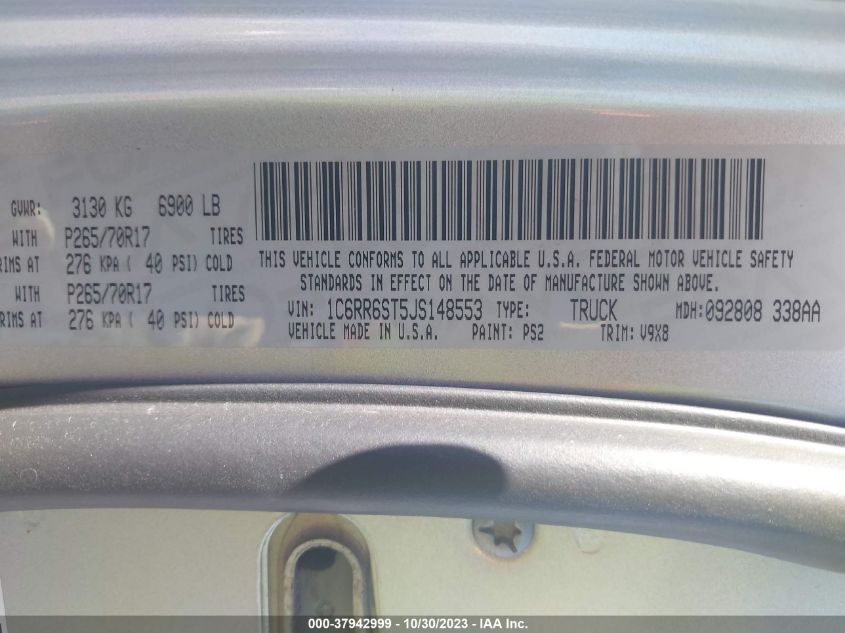 GVWR: 3130 KG 6900 LB
WITH P265/70R17 TIRES
RIMS AT 276 KPA ( 40 PSI) COLD
WITH P265/70R17 TIRES
RIMS AT 276 KPA ( 40 PSI) COLD
THIS VEHICLE CONFORMS TO ALL APPLICABLE U.S.A. FEDERAL MOTOR VEHICLE SAFETY
STANDARDS IN EFFECT ON THE DATE OF MANUFACTURE SHOWN ABOVE.
VIN: 1C6RR6ST5JS148553 TYPE: TRUCK MDH:092808 338AA
VEHICLE MADE IN U.S.A. PAINT: PS2 TRIM: V9X8
000-37942999 - 10/30/2023 - IAA Inc.